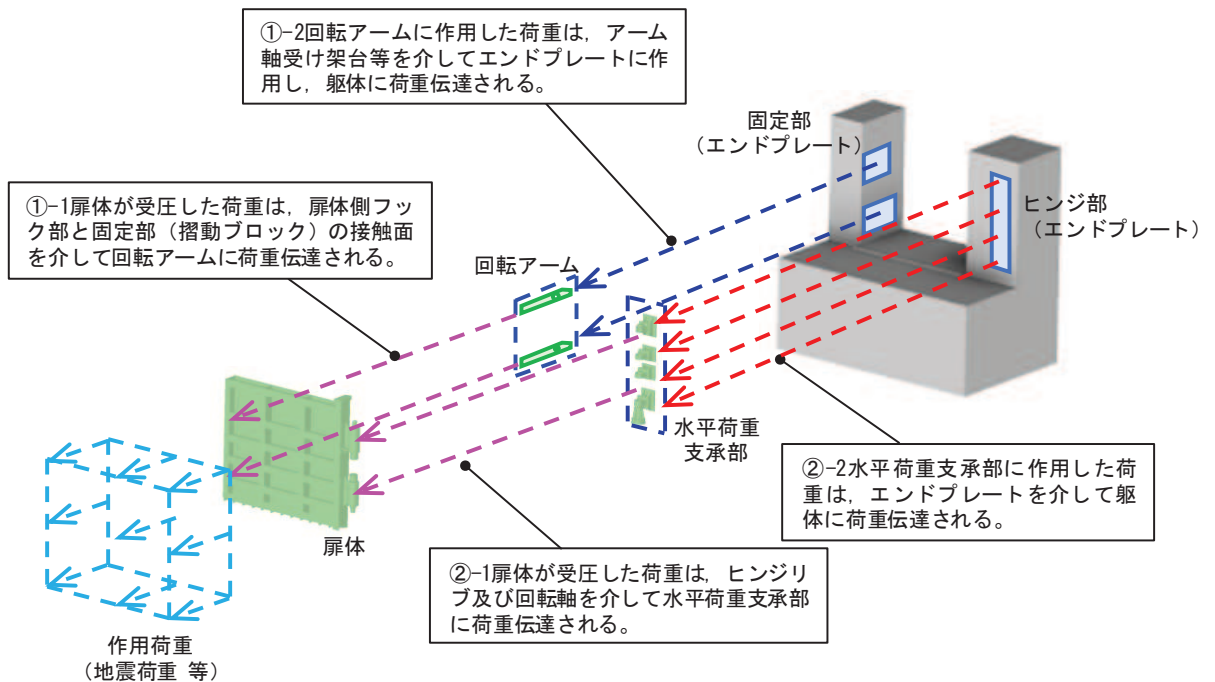 ①-2回転アームに作用した荷重は，アーム
軸受け架台等を介してエンドプレートに作
用し，躯体に荷重伝達される。
固定部
（エンドプレート）
①-1扉体が受圧した荷重は，扉体側フッ
ク部と固定部（摺動ブロック）の接触面
を介して回転アームに荷重伝達される。
ヒンジ部
（エンドプレート）
回転アーム
水平荷重
支承部
②-2水平荷重支承部に作用した荷
重は，エンドプレートを介して躯
体に荷重伝達される。
扉体
②-1扉体が受圧した荷重は，ヒンジリ
ブ及び回転軸を介して水平荷重支承部
に荷重伝達される。
作用荷重
（地震荷重 等）